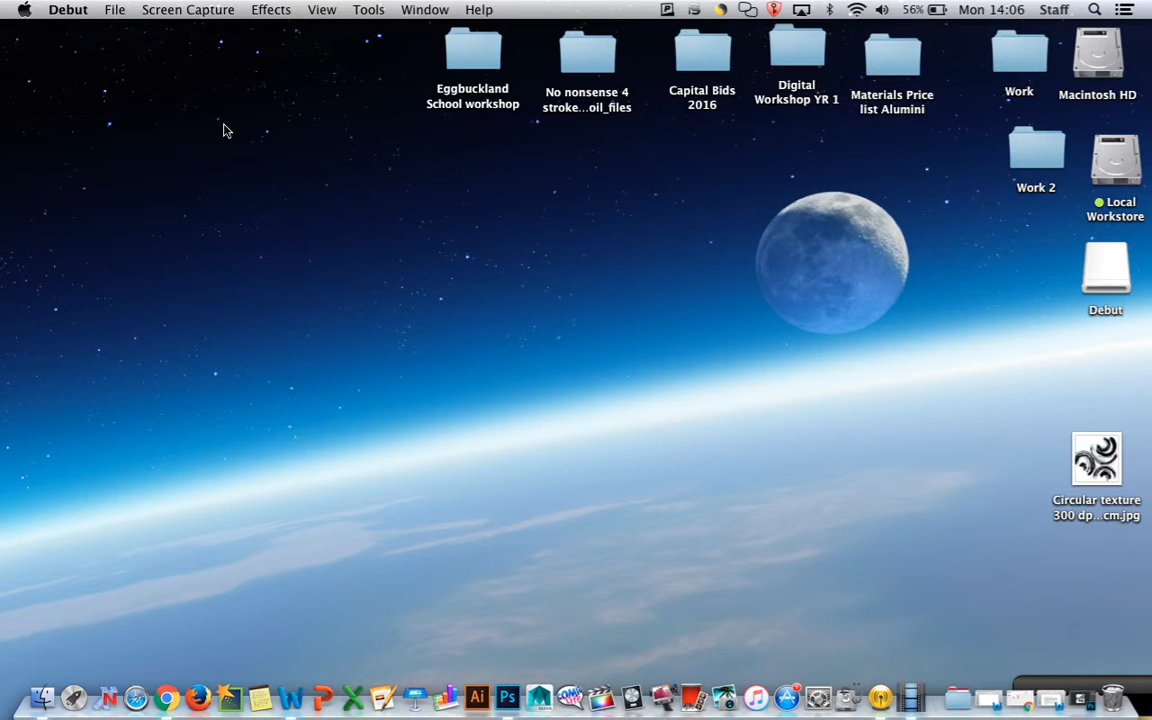 Debut File Screen Capture Effects View Tools Window Help 56% Mon 14:06 Staff
Eggbuckland
School workshop
No nonsense 4
stroke...oil_files
Capital Bids
2016
Digital
Workshop YR 1
Materials Price
list Alumini
Work
Macintosh HD
Work 2
Local
Workstore
Debut
Circular texture
300 dp...cm.jpg
Ai
Ps